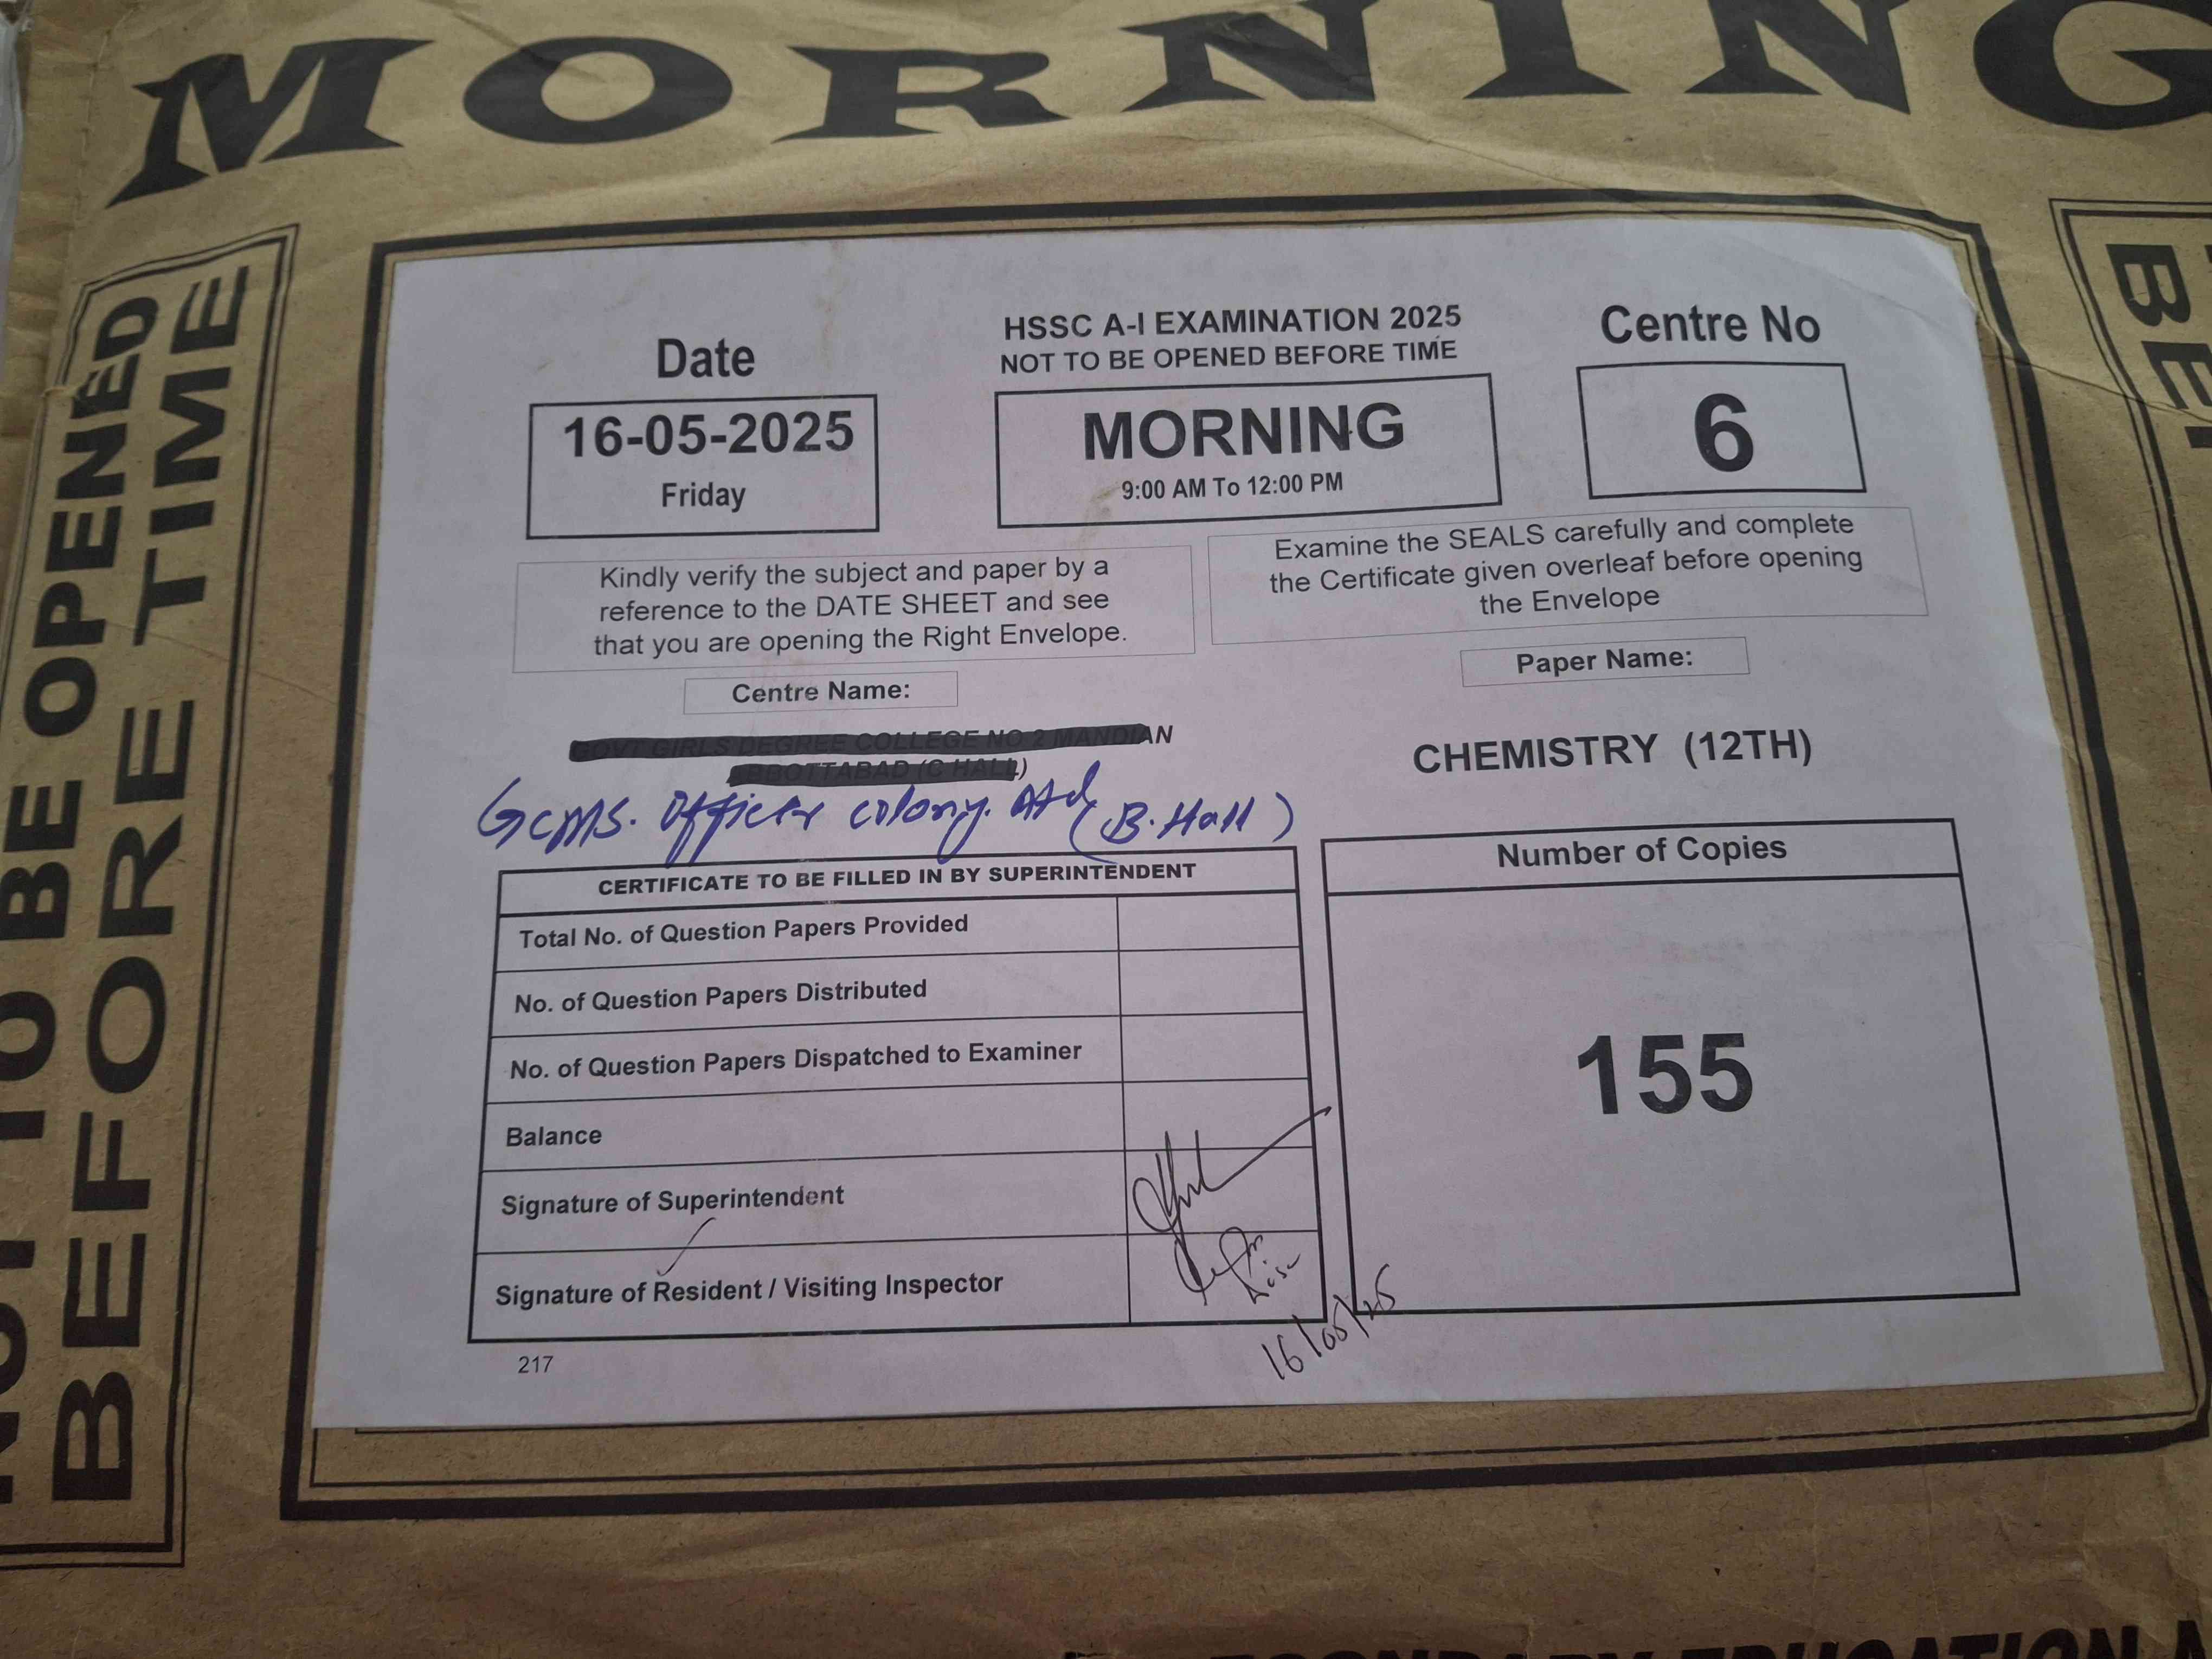 MORNING
NOT TO BE OPENED
BEFORE TIME
HSSC A-I EXAMINATION 2025
NOT TO BE OPENED BEFORE TIME
Date
16-05-2025
Friday
MORNING
9:00 AM To 12:00 PM
Centre No
6
Kindly verify the subject and paper by a
reference to the DATE SHEET and see
that you are opening the Right Envelope.
Examine the SEALS carefully and complete
the Certificate given overleaf before opening
the Envelope
Centre Name:
GOVT GIRLS DEGREE COLLEGE NO 2 MANDIAN
ABBOTTABAD (C HALL)
Gcms. Officer colony. Atd (B. Hall)
Paper Name:
CHEMISTRY (12TH)
CERTIFICATE TO BE FILLED IN BY SUPERINTENDENT
Total No. of Question Papers Provided
No. of Question Papers Distributed
No. of Question Papers Dispatched to Examiner
Balance
Signature of Superintendent
Signature of Resident / Visiting Inspector
16/05/25
217
Number of Copies
155
SECONDARY EDUCATION